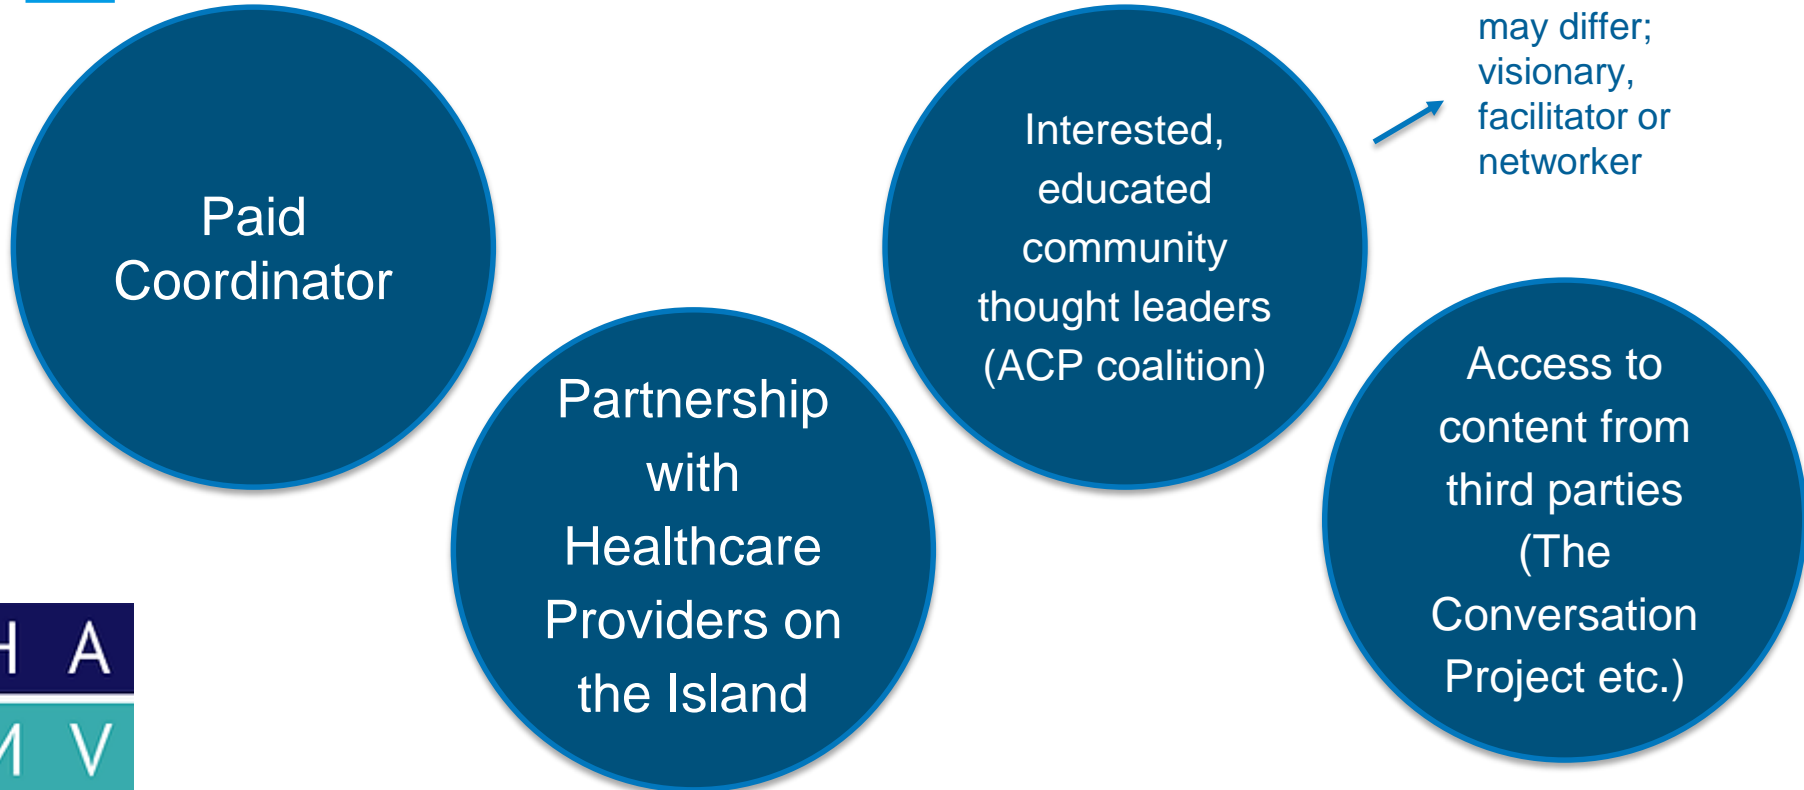 Paid
Coordinator
Partnership
with
Healthcare
Providers on
the Island
Interested,
educated
community
thought leaders
(ACP coalition)
may differ;
visionary,
facilitator or
networker
Access to
content from
third parties
(The
Conversation
Project etc.)
H A
M V